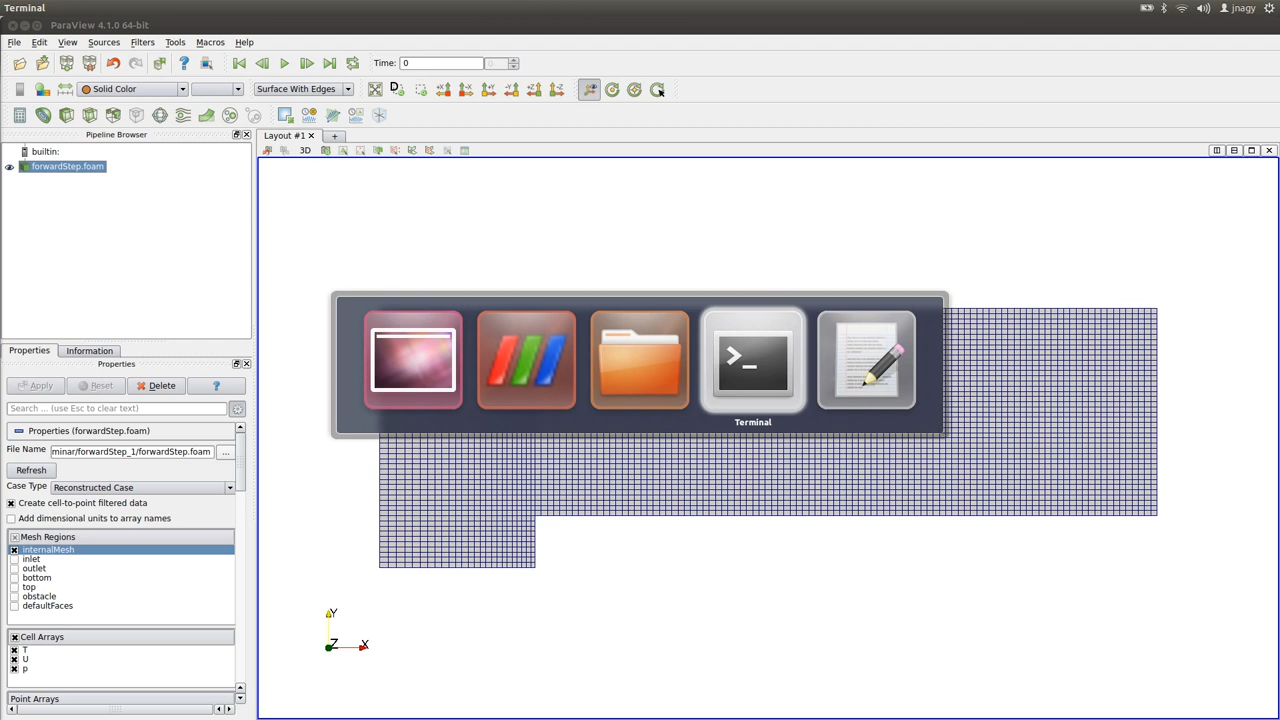 Terminal
jnagy
ParaView 4.1.0 64-bit
File Edit View Sources Filters Tools Macros Help
Time: 0 0
Solid Color Surface With Edges
Pipeline Browser
Layout #1
builtin:
forwardStep.foam
3D
Terminal
Properties Information
Properties
Apply Reset Delete ?
Search ... (use Esc to clear text)
Properties (forwardStep.foam)
File Name minar/forwardStep_1/forwardStep.foam ...
Refresh
Case Type Reconstructed Case
Create cell-to-point filtered data
Add dimensional units to array names
Mesh Regions
internalMesh
inlet
outlet
bottom
top
obstacle
defaultFaces
Cell Arrays
T
U
p
Point Arrays
Y
Z X